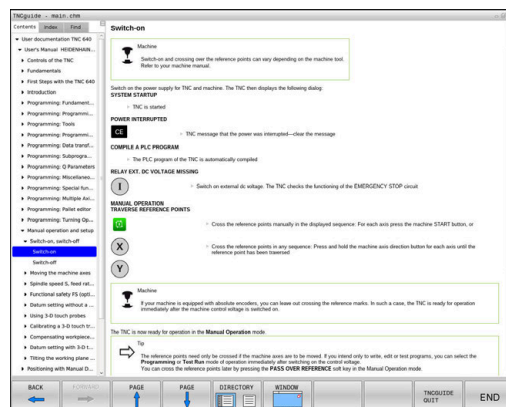 TNCguide - main.chm
Contents
Index
Find
User documentation TNC 640
User's Manual HEIDENHAIN...
Controls of the TNC
Fundamentals
First Steps with the TNC 640
Introduction
Programming: Fundament...
Programming: Programmi...
Programming: Tools
Programming: Programmi...
Programming: Data transf...
Programming: Subprogra...
Programming: Q Parameters
Programming: Miscellaneo...
Programming: Special fun...
Programming: Multiple Axi...
Programming: Pallet editor
Programming: Turning Op...
Manual operation and setup
Switch-on, switch-off
Switch-on
Switch-off
Moving the machine axes
Spindle speed S, feed rat...
Functional safety FS (opti...
Datum setting without a ...
Using 3-D touch probes
Calibrating a 3-D touch tr...
Compensating workpiece...
Datum setting with 3-D t...
Tilting the working plane ...
Positioning with Manual D...
Switch-on
Machine
Switch-on and crossing over the reference points can vary depending on the machine tool.
Refer to your machine manual.
Switch on the power supply for TNC and machine. The TNC then displays the following dialog:
SYSTEM STARTUP
TNC is started
POWER INTERRUPTED
CE
TNC message that the power was interrupted—clear the message
COMPILE A PLC PROGRAM
The PLC program of the TNC is automatically compiled
RELAY EXT. DC VOLTAGE MISSING
I
Switch on external dc voltage. The TNC checks the functioning of the EMERGENCY STOP circuit
MANUAL OPERATION
TRAVERSE REFERENCE POINTS
Cross the reference points manually in the displayed sequence: For each axis press the machine START button, or
X
Cross the reference points in any sequence: Press and hold the machine axis direction button for each axis until the
reference point has been traversed
Y
Machine
If your machine is equipped with absolute encoders, you can leave out crossing the reference marks. In such a case, the TNC is ready for operation
immediately after the machine control voltage is switched on.
The TNC is now ready for operation in the Manual Operation mode.
Tip
The reference points need only be crossed if the machine axes are to be moved. If you intend only to write, edit or test programs, you can select the
Programming or Test Run mode of operation immediately after switching on the control voltage.
You can cross the reference points later by pressing the PASS OVER REFERENCE soft key in the Manual Operation mode.
BACK
FORWARD
PAGE
PAGE
DIRECTORY
WINDOW
TNCGUIDE
QUIT
END